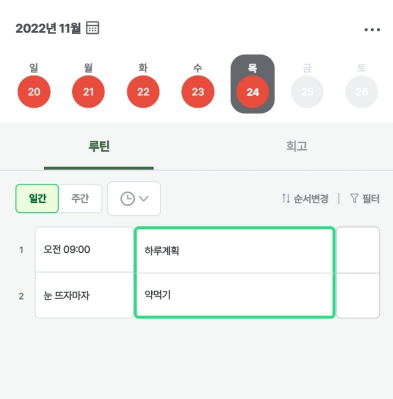 2022년 11월
일 월 화 수 목 금 토
20 21 22 23 24 25 26
루틴 회고
일간 주간 순서변경 필터
1 오전 09:00 하루계획
2 눈 뜨자마자 약먹기